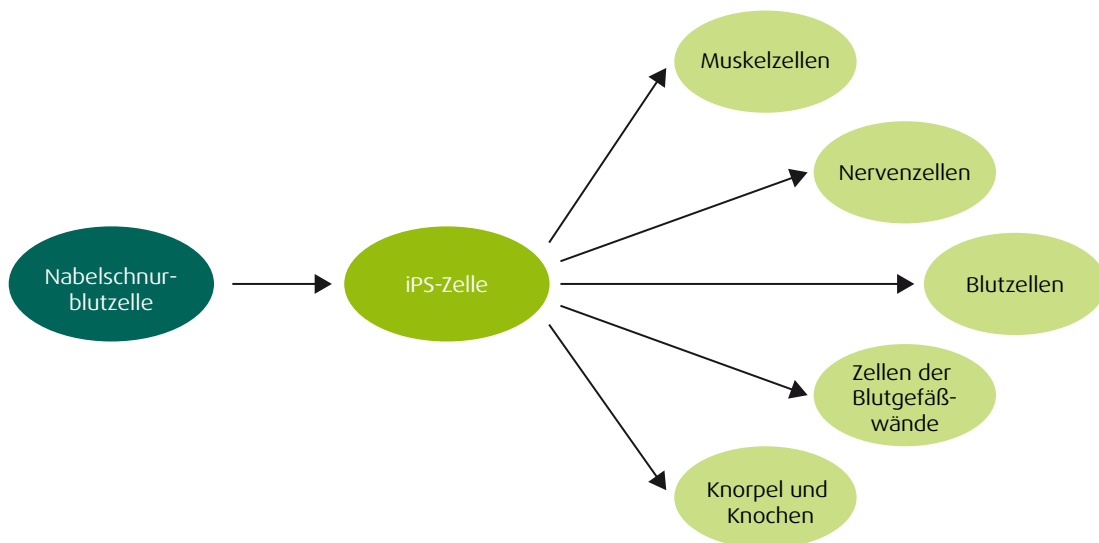 Muskelzellen
Nervenzellen
Nabelschnur-
blutzelle
iPS-Zelle
Blutzellen
Zellen der
Blutgefäß-
wände
Knorpel und
Knochen